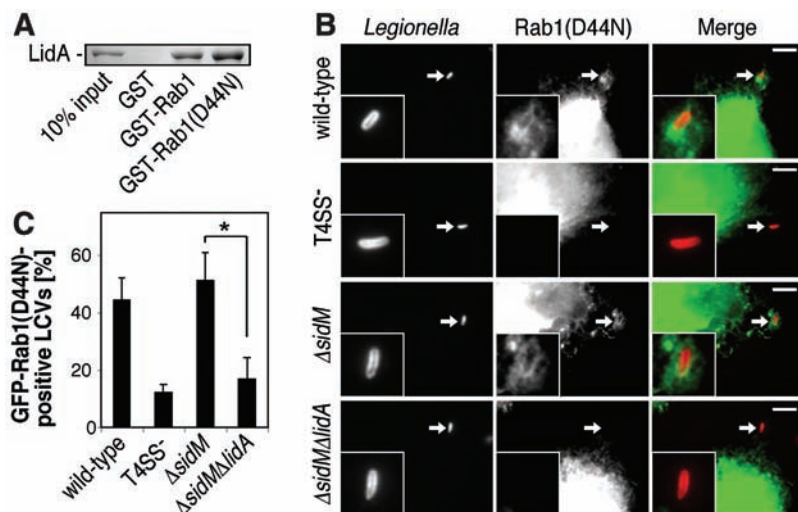 A
LidA -
10% input
GST
GST-Rab1
GST-Rab1(D44N)
B
Legionella
Rab1(D44N)
Merge
wild-type
T4SS-
ΔsidM
ΔsidMΔlidA
C
GFP-Rab1(D44N)-
positive LCVs [%]
60
40
20
0
*
wild-type
T4SS-
ΔsidM
ΔsidMΔlidA